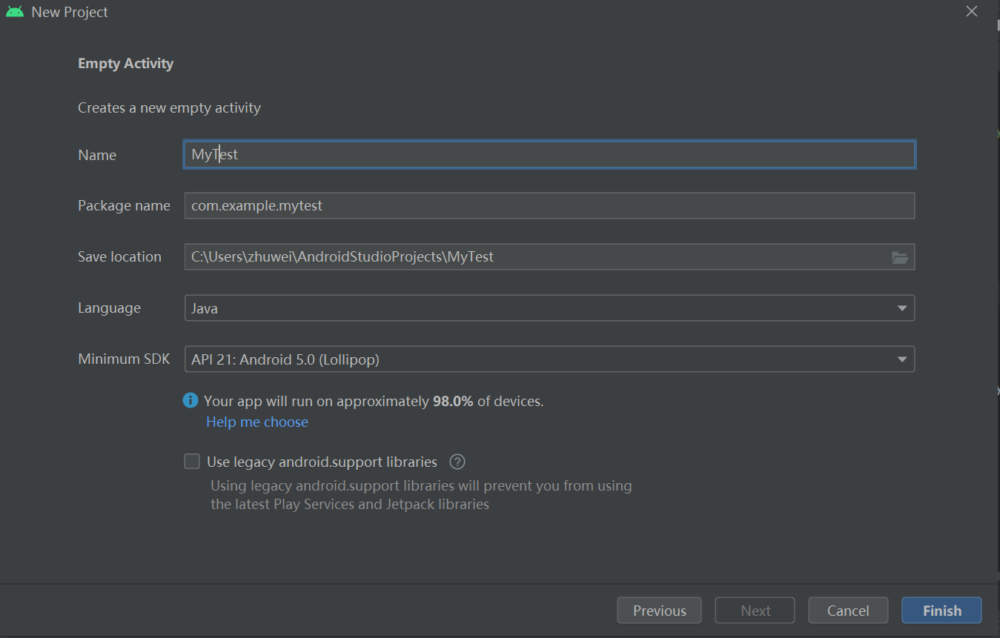 New Project
Empty Activity
Creates a new empty activity
Name MyTest
Package name com.example.mytest
Save location C:\Users\zhuwei\AndroidStudioProjects\MyTest
Language Java
Minimum SDK API 21: Android 5.0 (Lollipop)
i Your app will run on approximately 98.0% of devices.
Help me choose
Use legacy android.support libraries ?
Using legacy android.support libraries will prevent you from using
the latest Play Services and Jetpack libraries
Previous Next Cancel Finish